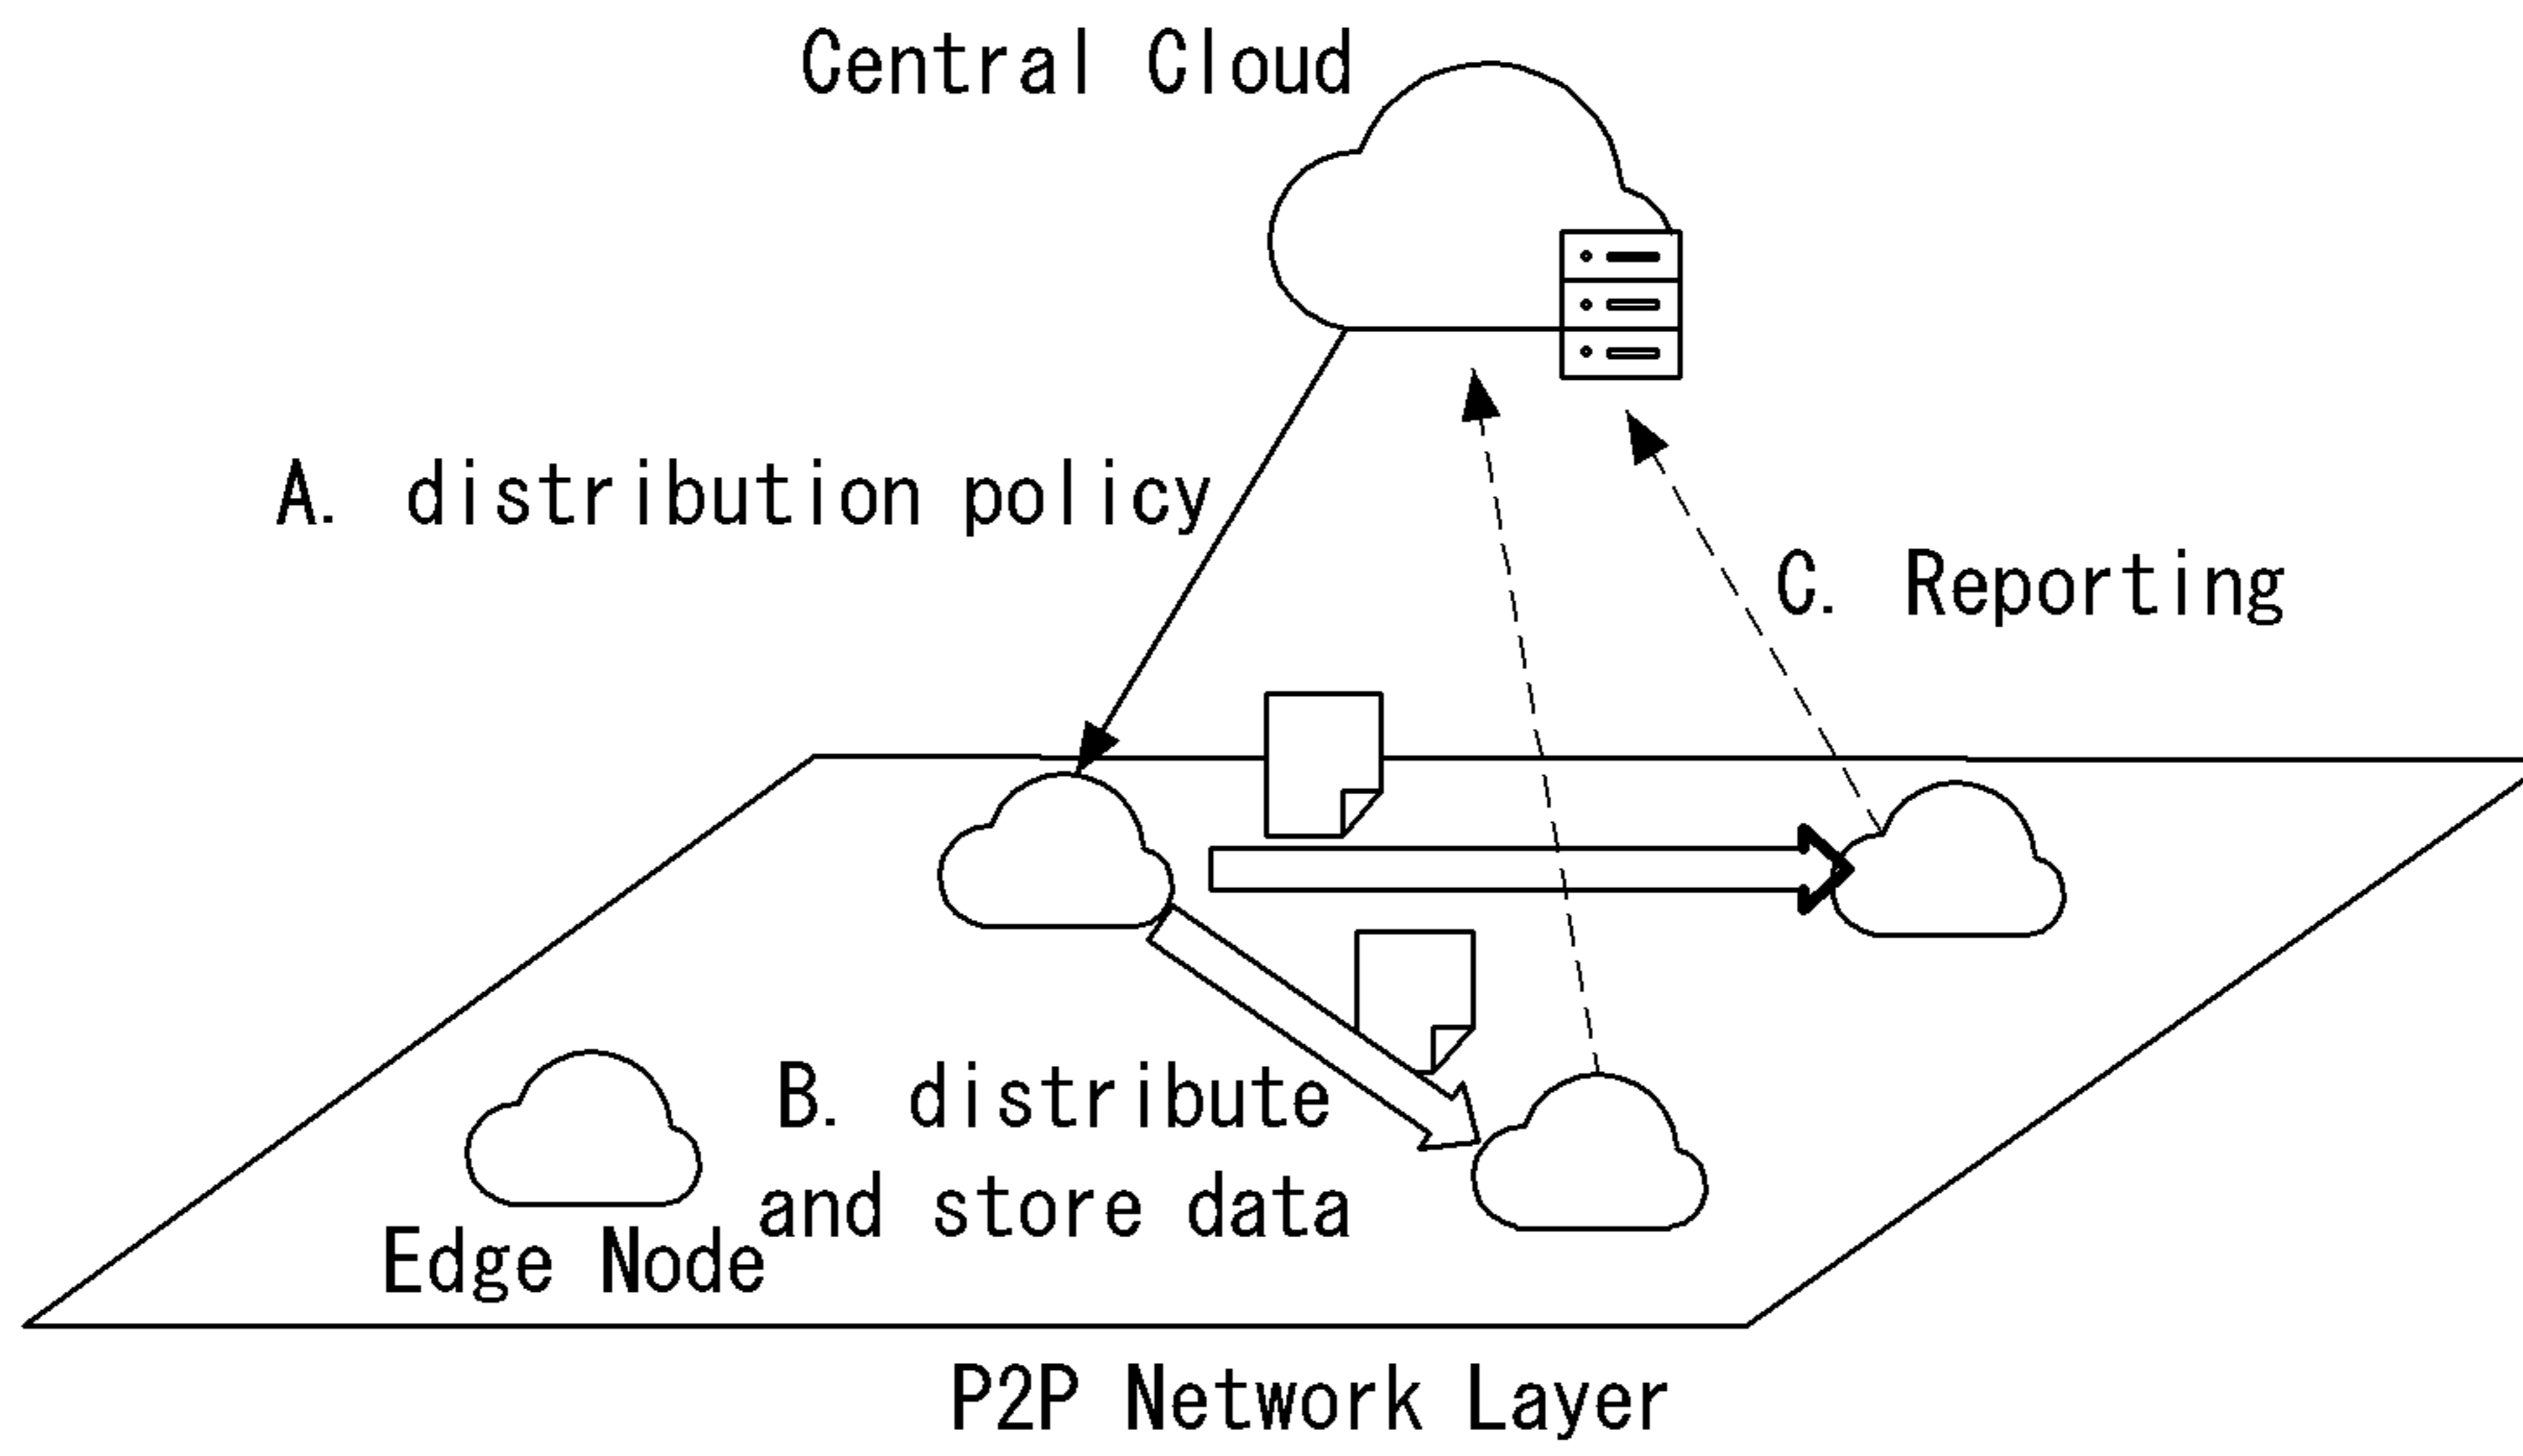 Central Cloud
A. distribution policy
C. Reporting
B. distribute
and store data
Edge Node
P2P Network Layer